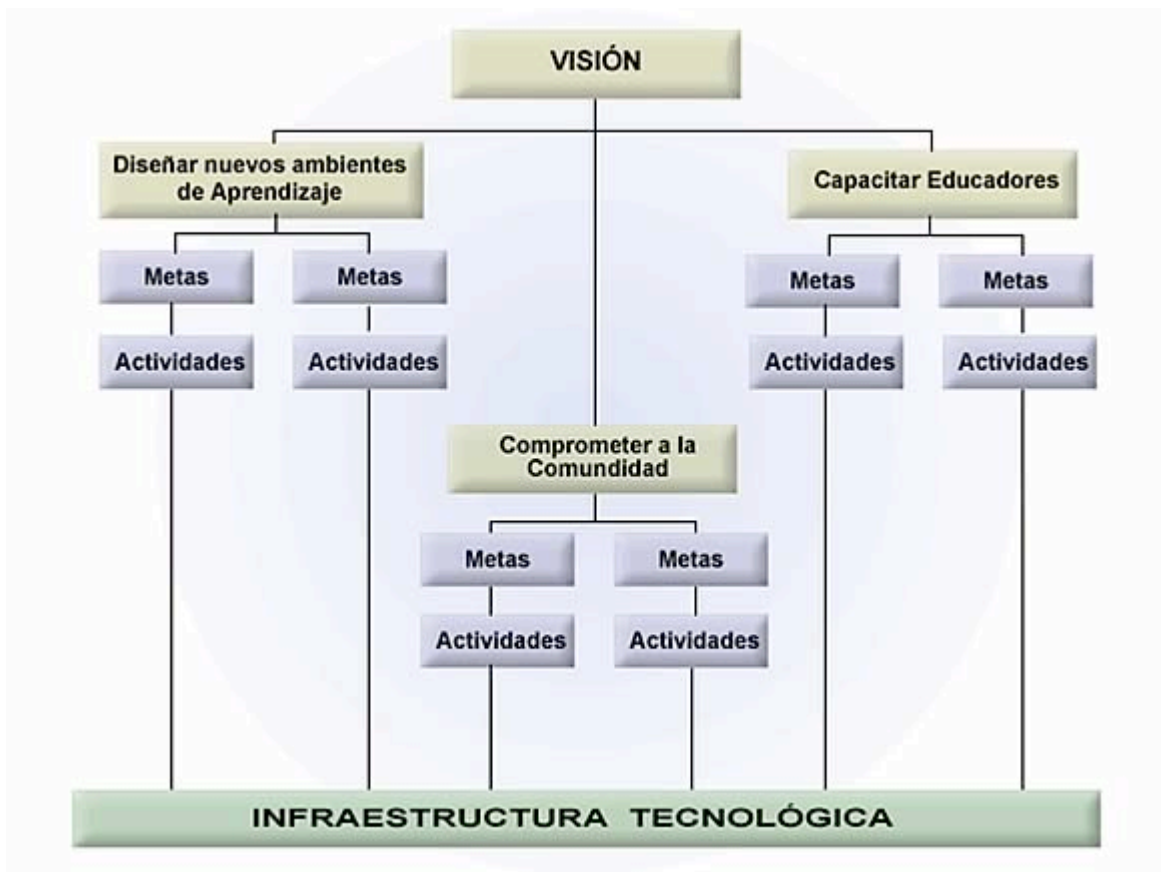 VISIÓN
Diseñar nuevos ambientes
de Aprendizaje
Capacitar Educadores
Metas
Metas
Metas
Metas
Actividades
Actividades
Actividades
Actividades
Comprometer a la
Comundidad
Metas
Metas
Actividades
Actividades
INFRAESTRUCTURA TECNOLÓGICA